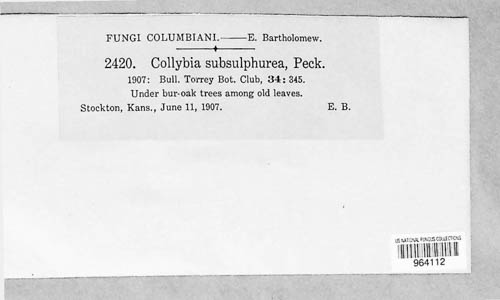 FUNGI COLUMBIANI.——E. Bartholomew.
2420. Collybia subsulphurea, Peck.
1907: Bull. Torrey Bot. Club, 34: 345.
Under bur-oak trees among old leaves.
Stockton, Kans., June 11, 1907. E. B.
US NATIONAL FUNGUS COLLECTIONS
964112